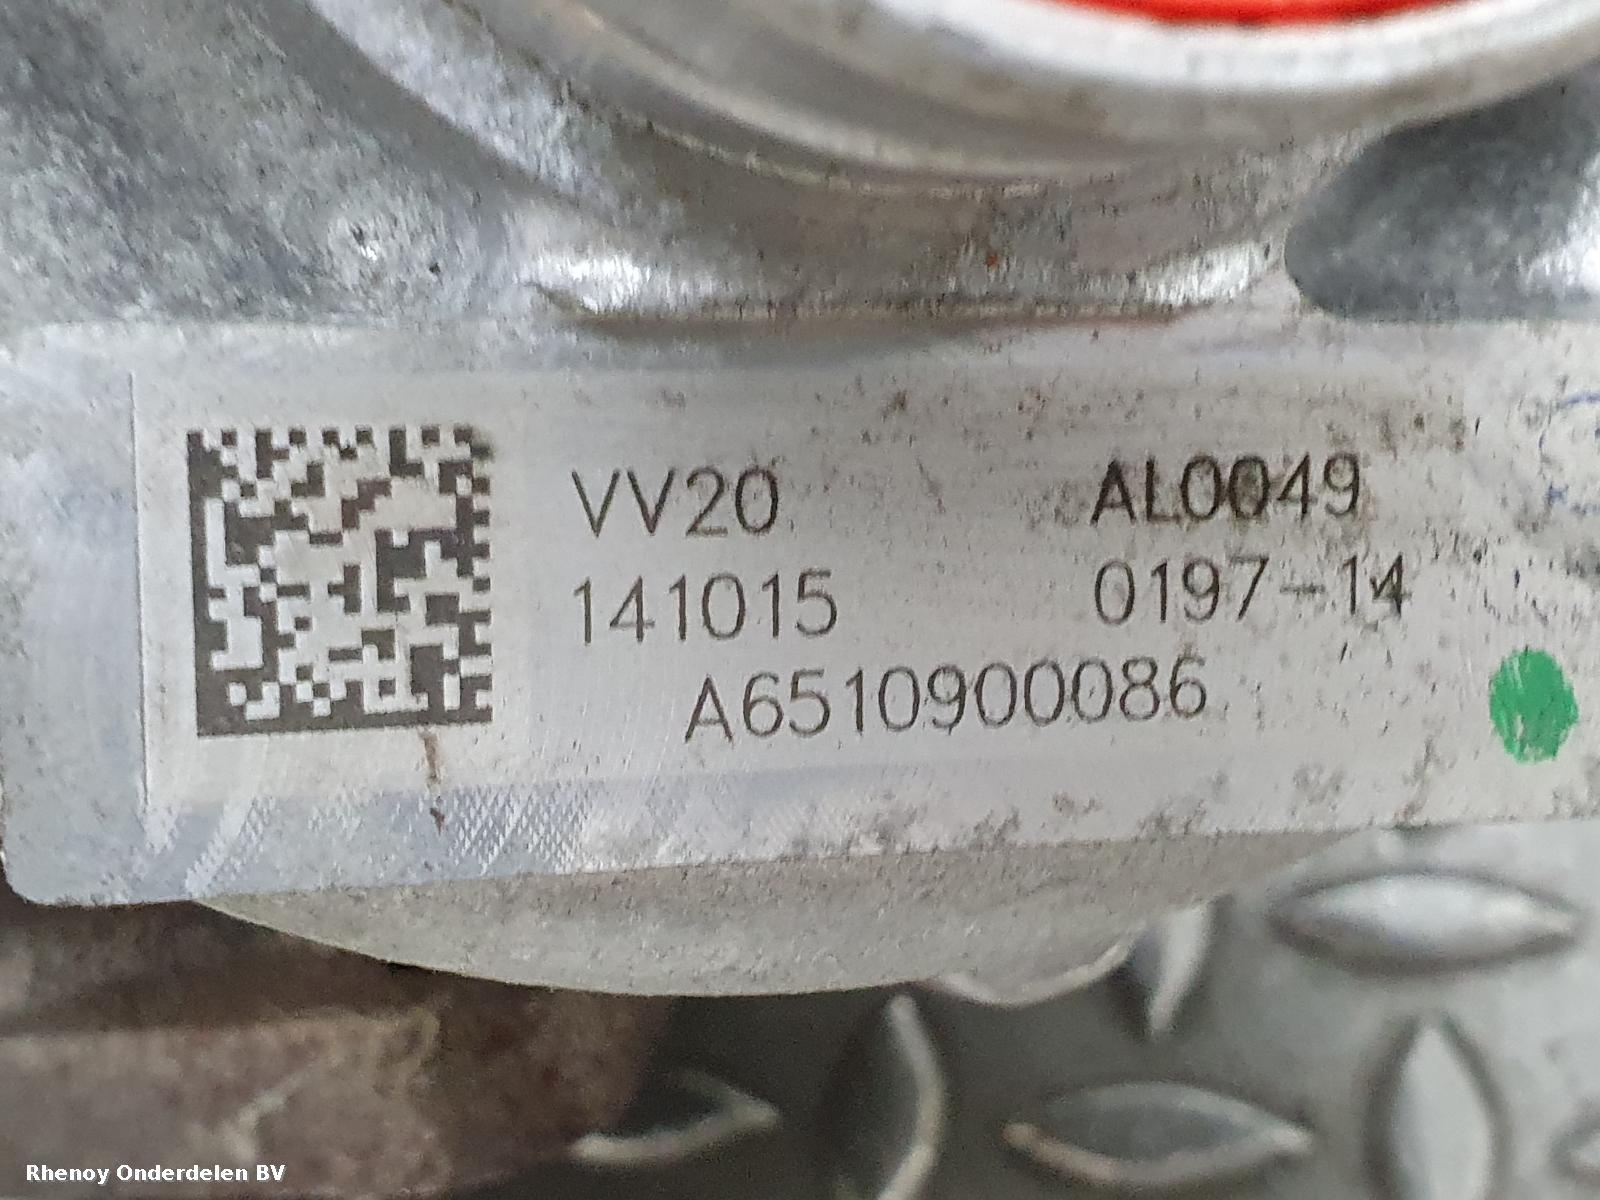 VV20 AL0049
141015 0197-14
A6510900086
Rhenoy Onderdelen BV